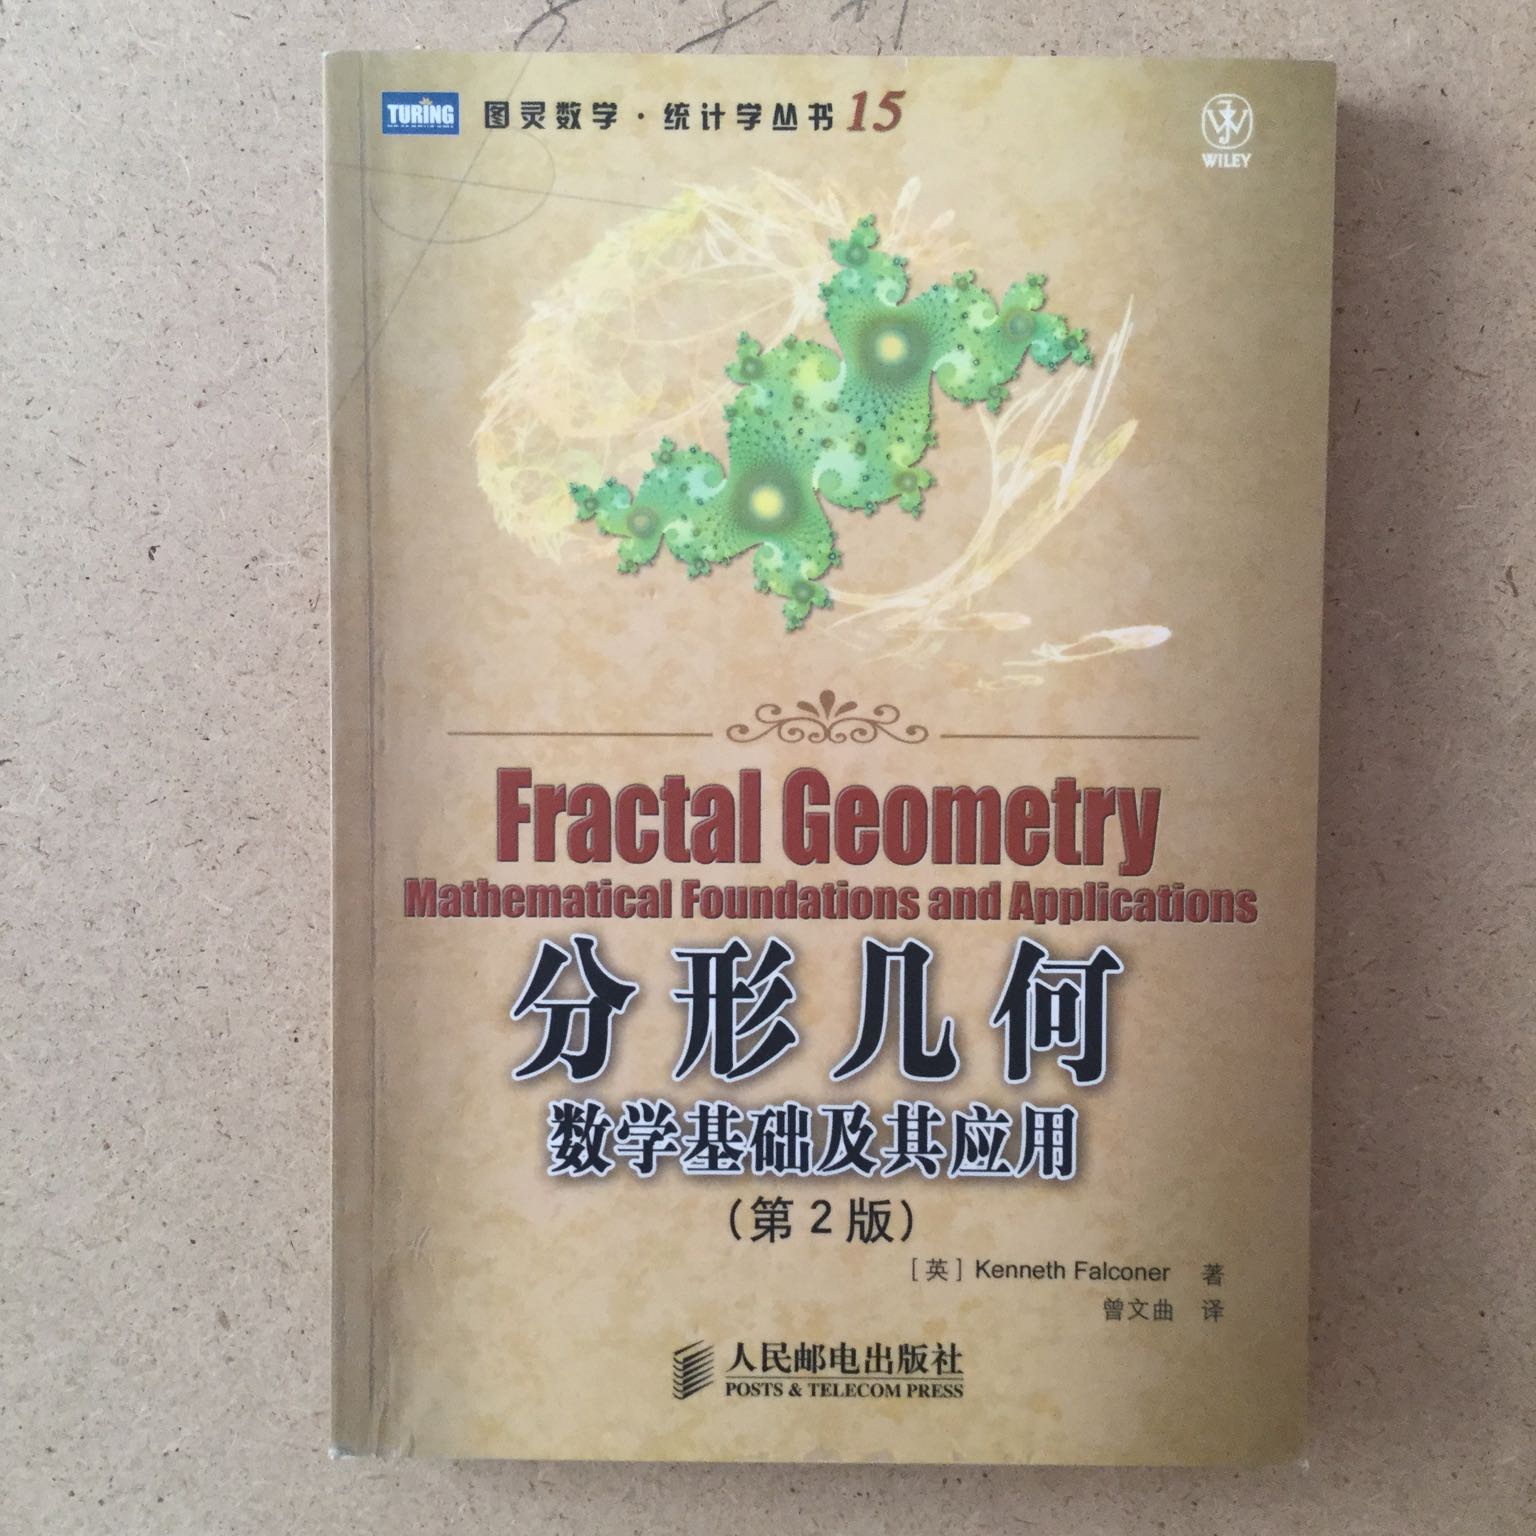 TURING 图灵数学·统计学丛书 15
WILEY
Fractal Geometry
Mathematical Foundations and Applications
分形几何
数学基础及其应用
(第2版)
[英] Kenneth Falconer 著
曾文曲 译
人民邮电出版社
POSTS & TELECOM PRESS